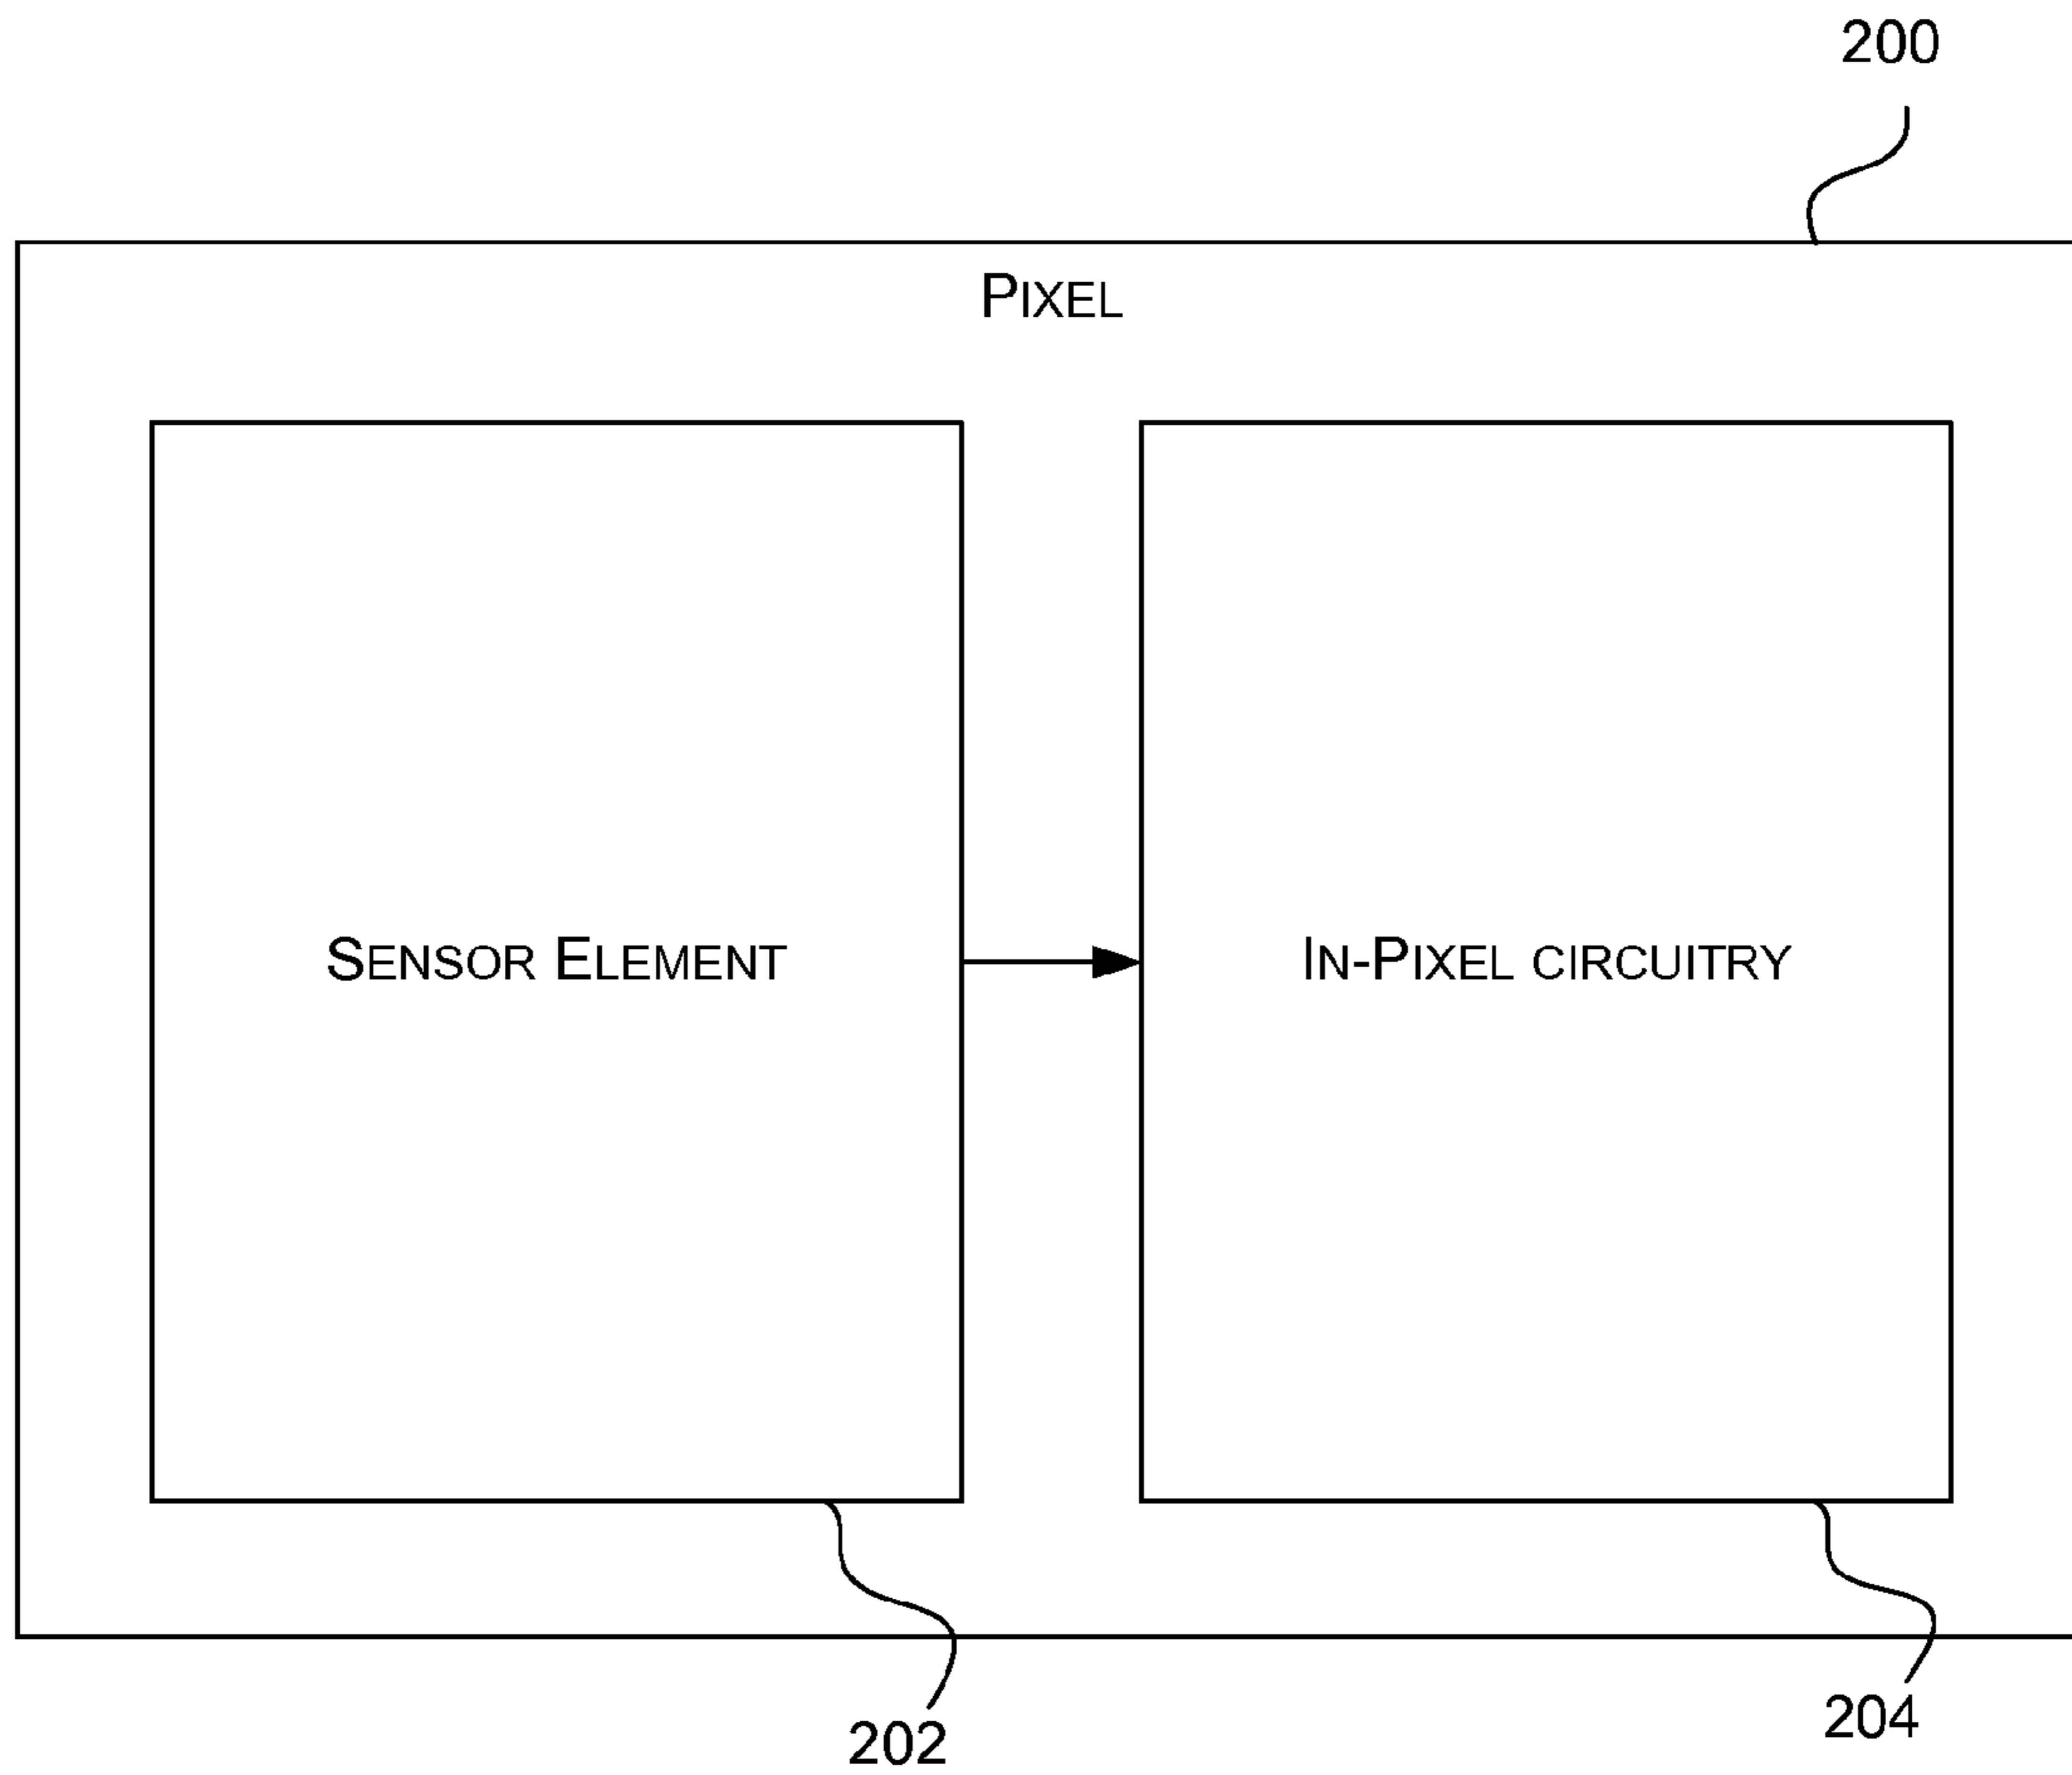 200
PIXEL
SENSOR ELEMENT
IN-PIXEL CIRCUITRY
202
204